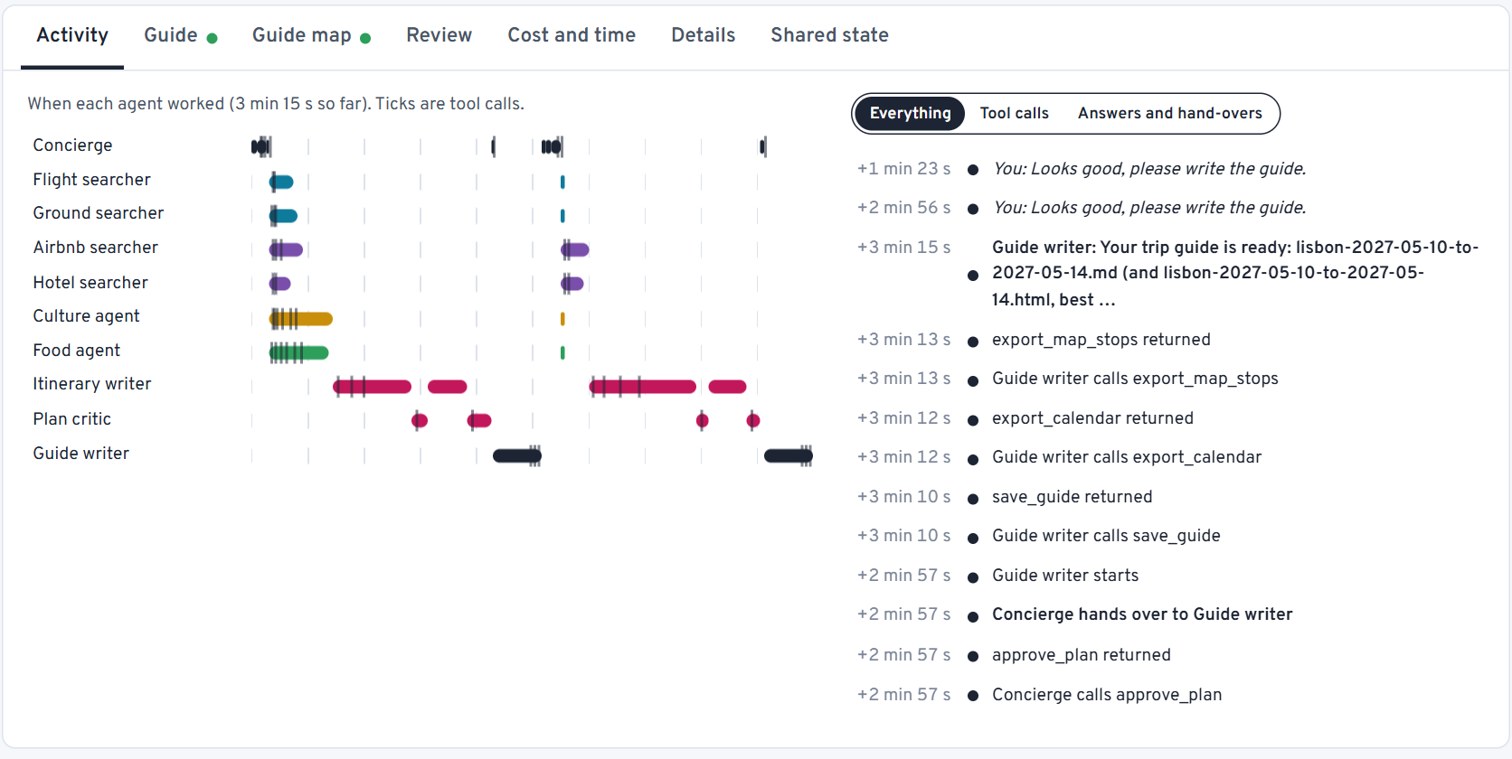 Activity Guide Guide map Review Cost and time Details Shared state
When each agent worked (3 min 15 s so far). Ticks are tool calls.
Concierge
Flight searcher
Ground searcher
Airbnb searcher
Hotel searcher
Culture agent
Food agent
Itinerary writer
Plan critic
Guide writer
Everything Tool calls Answers and hand-overs
+1 min 23 s You: Looks good, please write the guide.
+2 min 56 s You: Looks good, please write the guide.
+3 min 15 s Guide writer: Your trip guide is ready: lisbon-2027-05-10-to-
2027-05-14.md (and lisbon-2027-05-10-to-2027-05-
14.html, best …
+3 min 13 s export_map_stops returned
+3 min 13 s Guide writer calls export_map_stops
+3 min 12 s export_calendar returned
+3 min 12 s Guide writer calls export_calendar
+3 min 10 s save_guide returned
+3 min 10 s Guide writer calls save_guide
+2 min 57 s Guide writer starts
+2 min 57 s Concierge hands over to Guide writer
+2 min 57 s approve_plan returned
+2 min 57 s Concierge calls approve_plan